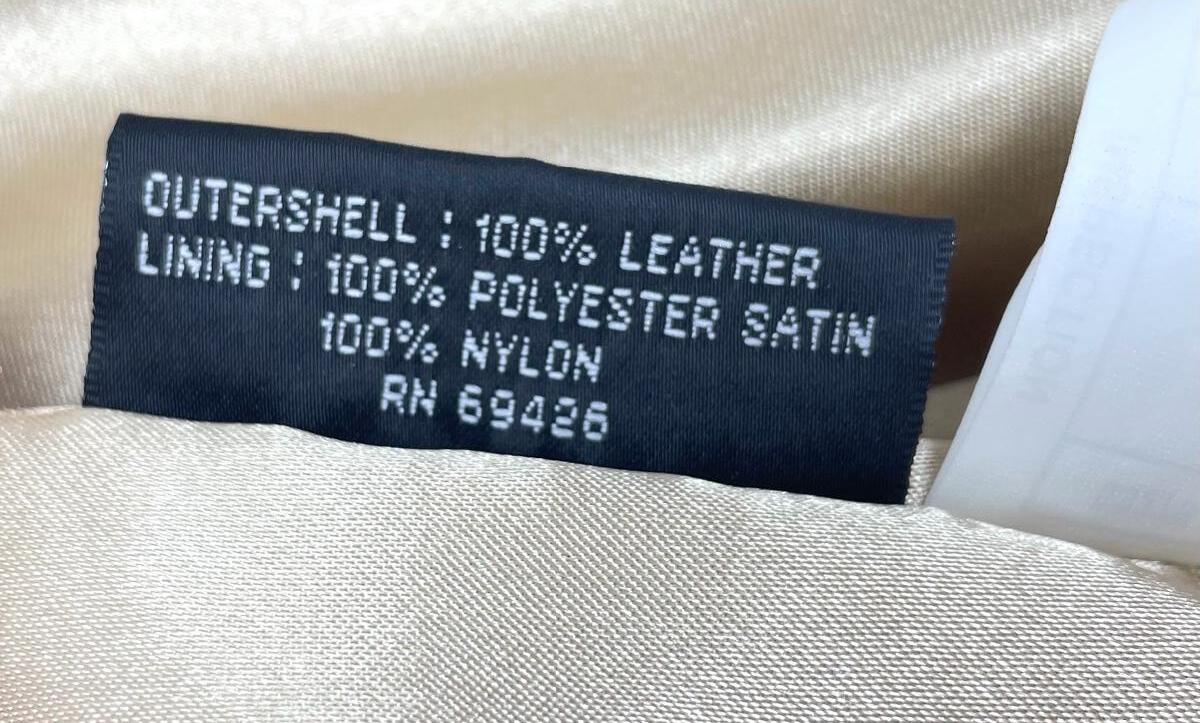 OUTERSHELL : 100% LEATHER
LINING : 100% POLYESTER SATIN
100% NYLON
RN 69426